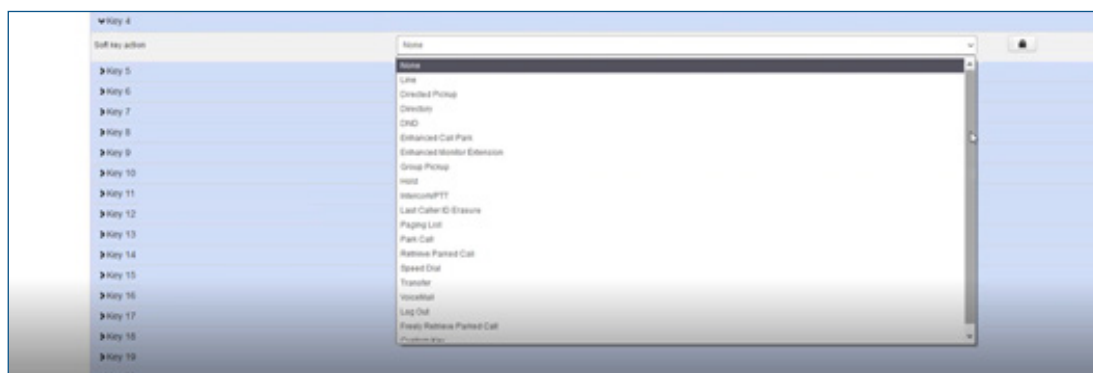 Key 4
Soft key action
None
None
Line
Directed Pickup
Directory
DND
Enhanced Call Park
Enhanced Monitor Extension
Group Pickup
Hold
Intercom/PTT
Last Caller ID Erasure
Paging List
Park Call
Retrieve Parked Call
Speed Dial
Transfer
VoiceMail
Log Out
Freely Retrieve Parked Call
Custom Key
Key 5
Key 6
Key 7
Key 8
Key 9
Key 10
Key 11
Key 12
Key 13
Key 14
Key 15
Key 16
Key 17
Key 18
Key 19